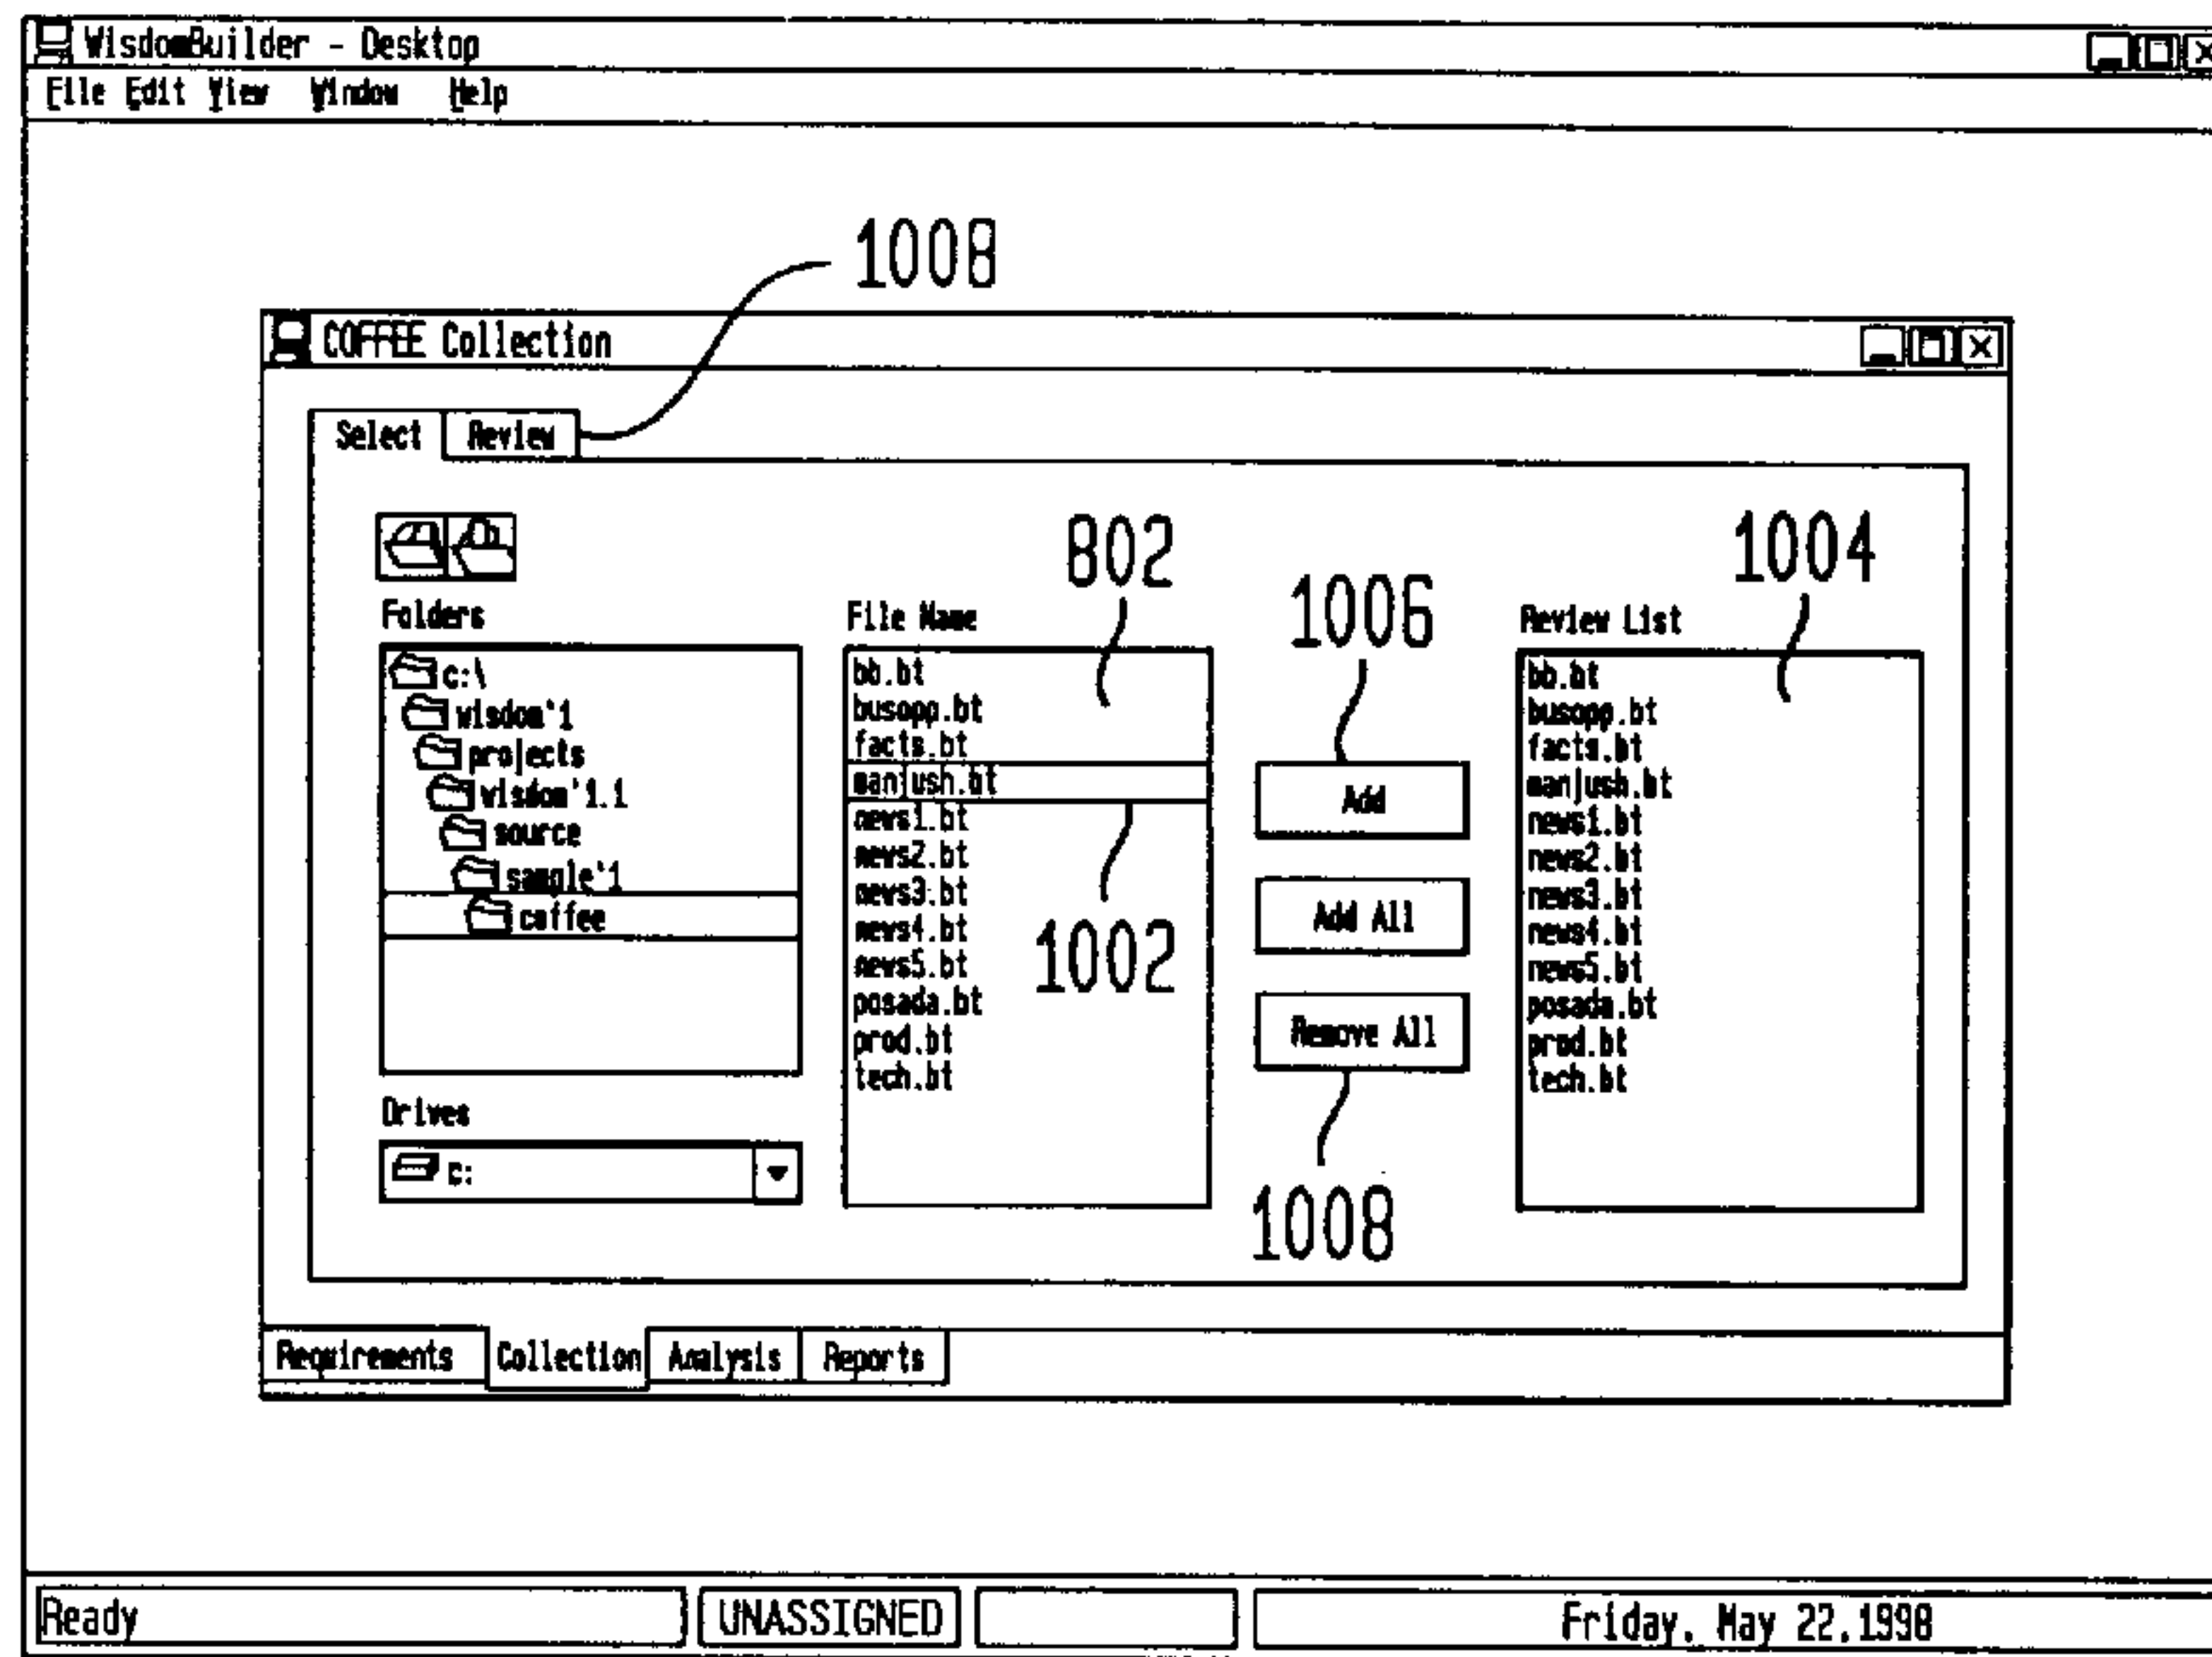 WisdomBuilder - Desktop
File Edit View Window Help
1008
COFFEE Collection
Select Review
802
1004
1006
Folders
File Name
Review List
c:\
wisdom'1
projects
wisdom'1.1
source
sample'1
coffee
bb.bt
busopp.bt
facts.bt
manjush.bt
news1.bt
news2.bt
news3.bt
news4.bt
news5.bt
posada.bt
prod.bt
tech.bt
1002
Add
Add All
Remove All
1008
bb.bt
busopp.bt
facts.bt
manjush.bt
news1.bt
news2.bt
news3.bt
news4.bt
news5.bt
posada.bt
prod.bt
tech.bt
Drives
c:
Requirements Collection Analysis Reports
Ready UNASSIGNED Friday, May 22,1998